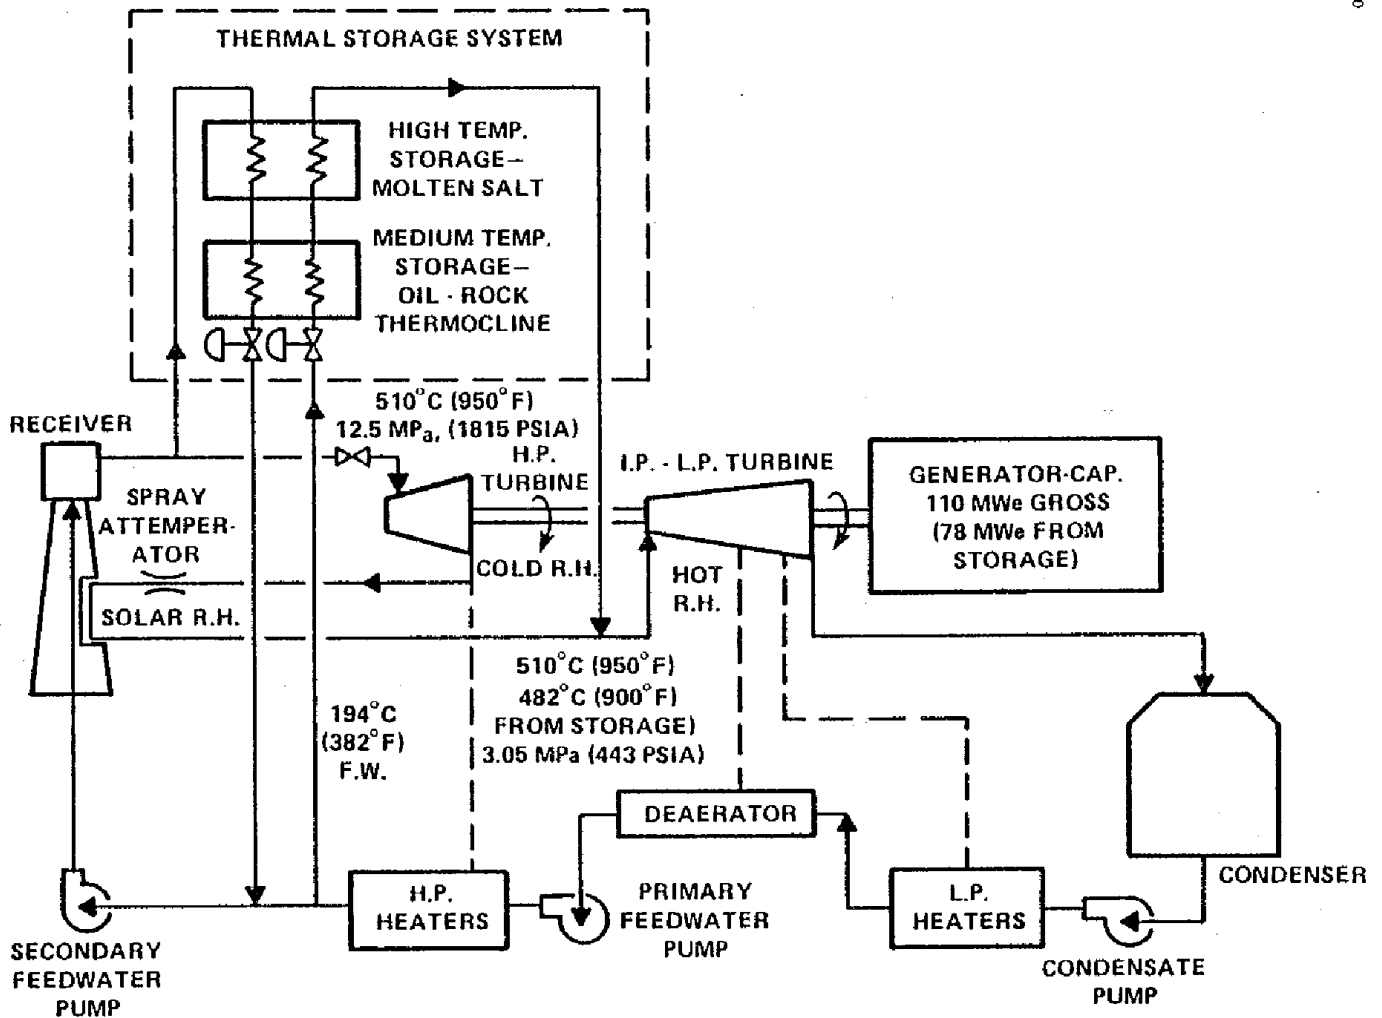 THERMAL STORAGE SYSTEM
HIGH TEMP.
STORAGE–
MOLTEN SALT
MEDIUM TEMP.
STORAGE–
OIL - ROCK
THERMOCLINE
510°C (950°F)
12.5 MPa, (1815 PSIA)
RECEIVER
H.P.
TURBINE
I.P. - L.P. TURBINE
GENERATOR-CAP.
110 MWe GROSS
(78 MWe FROM
STORAGE)
SPRAY
ATTEMPER-
ATOR
COLD R.H.
HOT
R.H.
SOLAR R.H.
510°C (950°F)
482°C (900°F)
FROM STORAGE)
3.05 MPa (443 PSIA)
194°C
(382°F)
F.W.
DEAERATOR
CONDENSER
H.P.
HEATERS
PRIMARY
FEEDWATER
PUMP
L.P.
HEATERS
SECONDARY
FEEDWATER
PUMP
CONDENSATE
PUMP